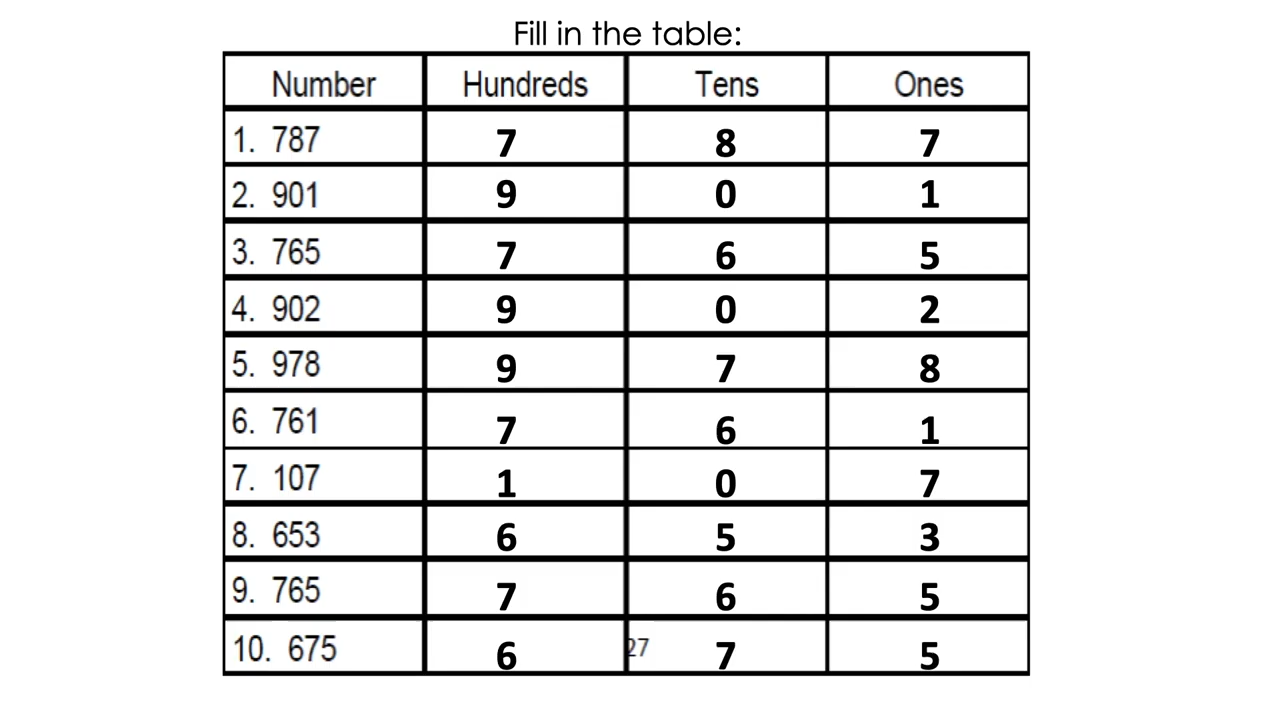 Fill in the table:
Number Hundreds Tens Ones
1. 787 7 8 7
2. 901 9 0 1
3. 765 7 6 5
4. 902 9 0 2
5. 978 9 7 8
6. 761 7 6 1
7. 107 1 0 7
8. 653 6 5 3
9. 765 7 6 5
10. 675 6 27 7 5